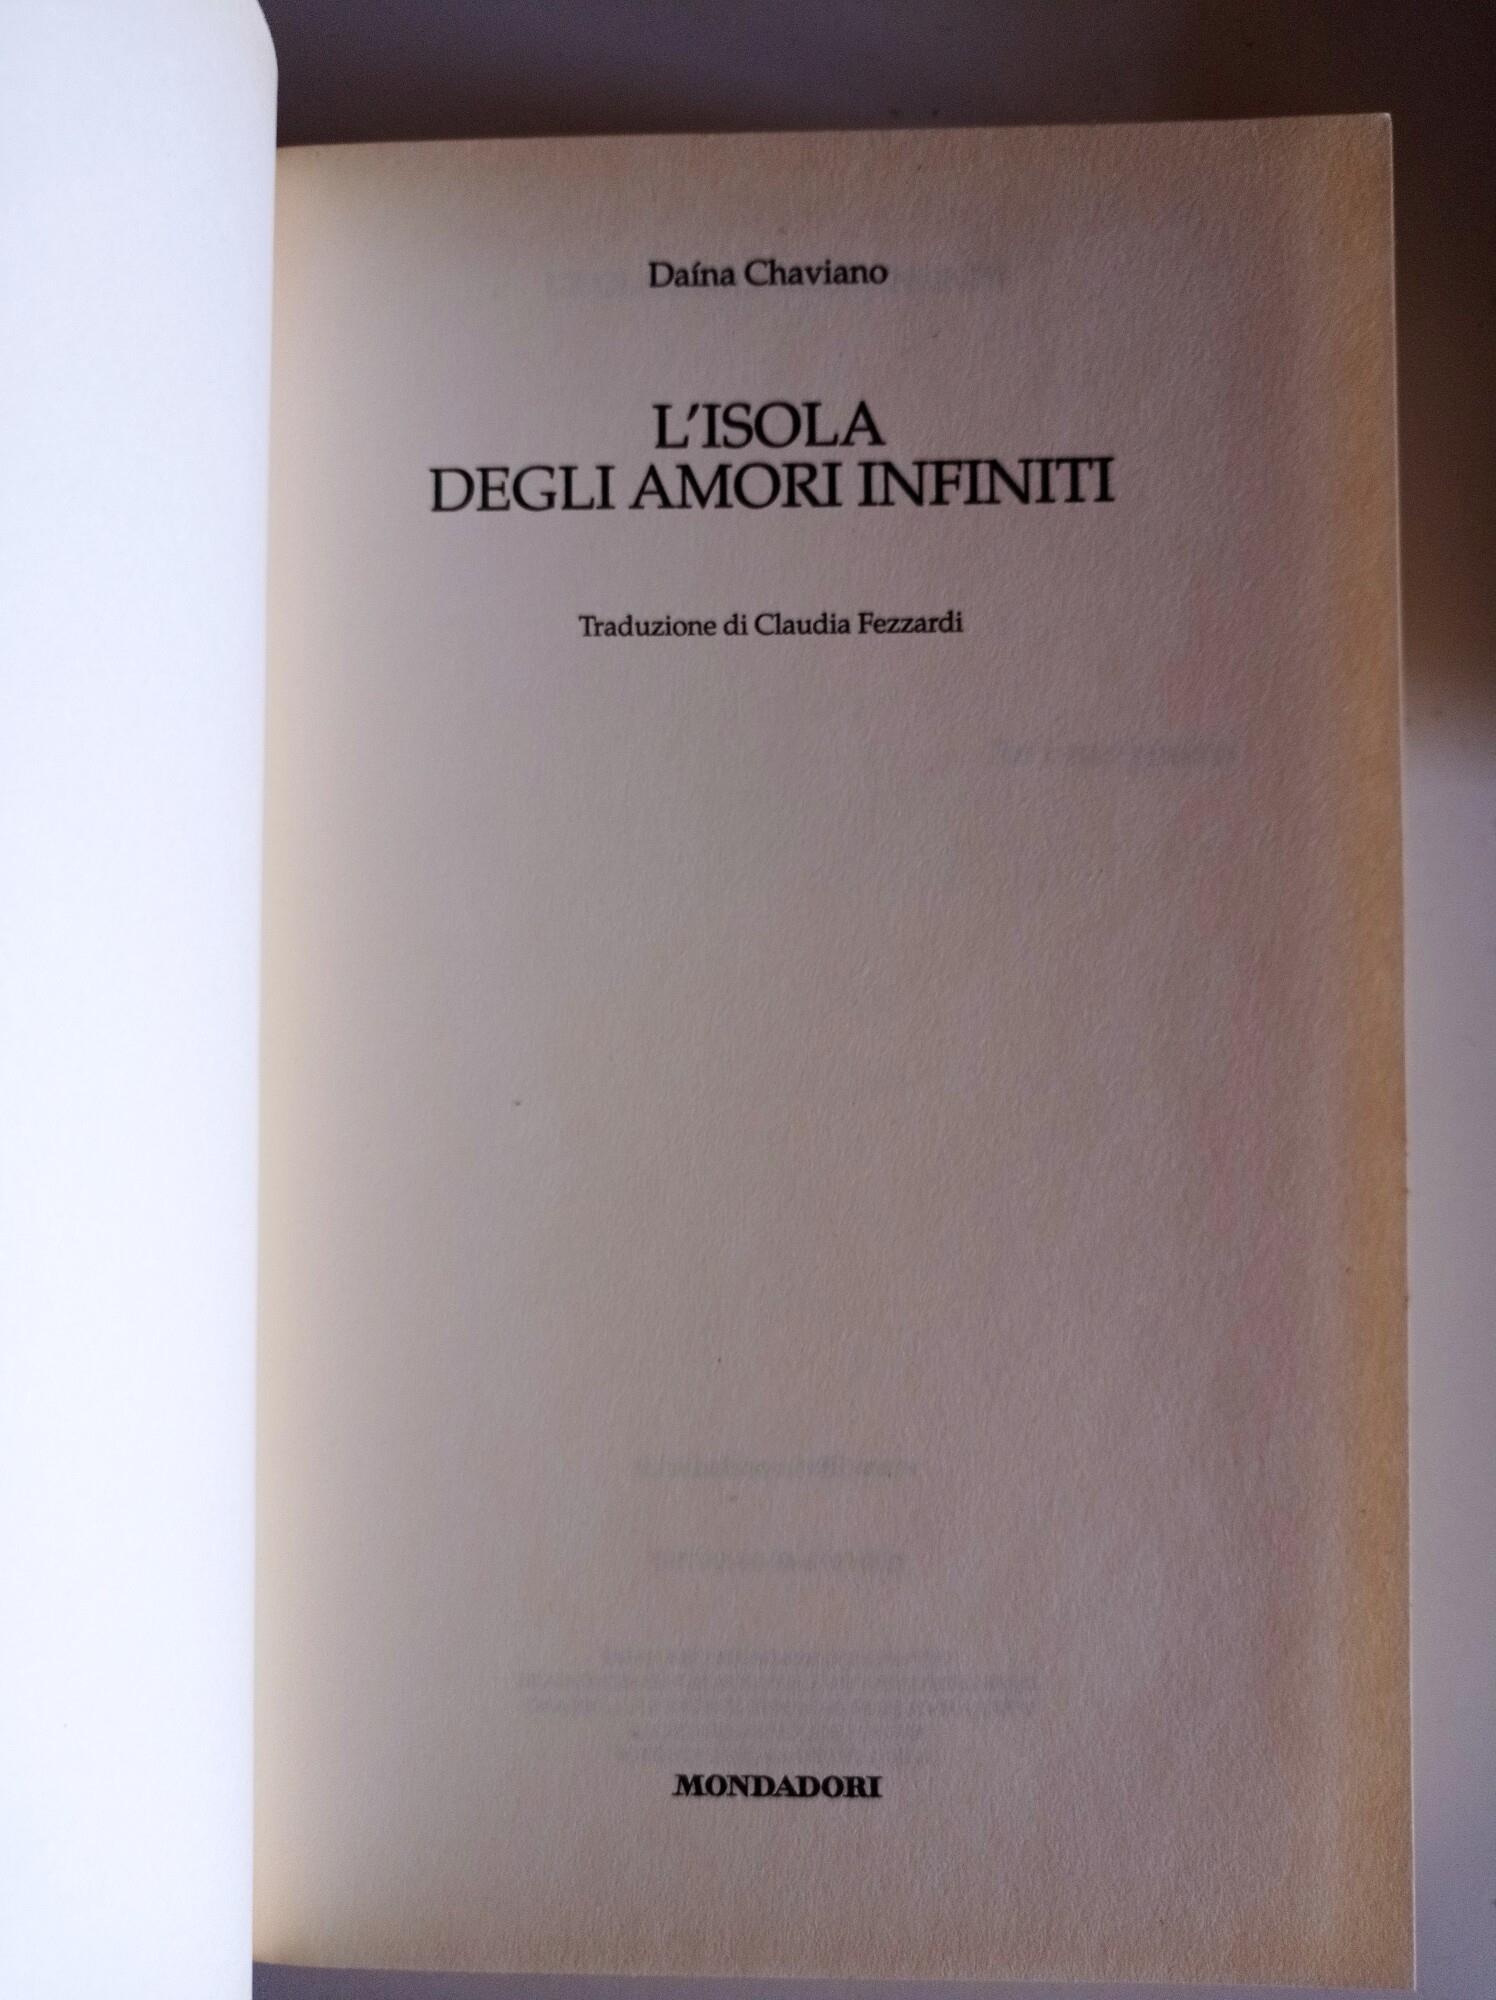 Daína Chaviano
L'ISOLA
DEGLI AMORI INFINITI
Traduzione di Claudia Fezzardi
MONDADORI